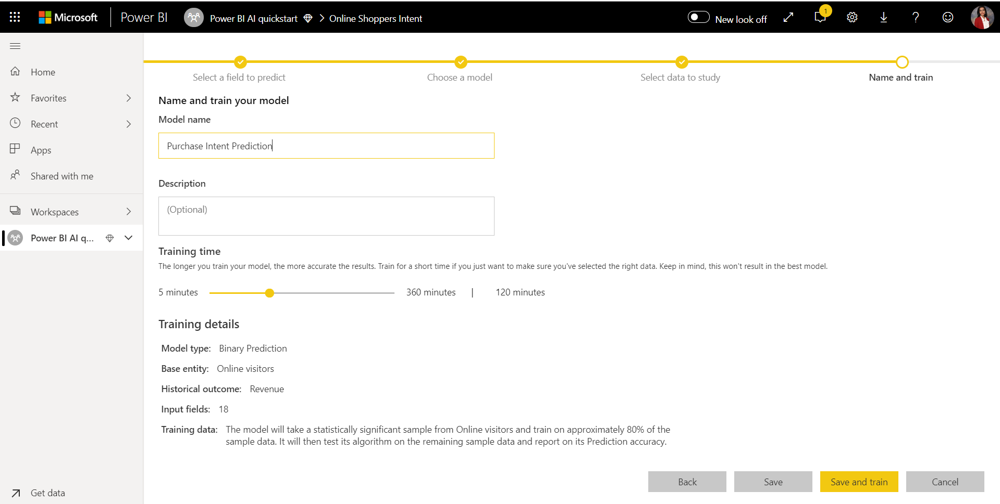 Microsoft
Power BI
Power BI AI quickstart
Online Shoppers Intent
New look off
1
Home
Favorites
Recent
Apps
Shared with me
Workspaces
Power BI AI q...
Get data
Select a field to predict
Choose a model
Select data to study
Name and train
Name and train your model
Model name
Purchase Intent Prediction
Description
(Optional)
Training time
The longer you train your model, the more accurate the results. Train for a short time if you just want to make sure you've selected the right data. Keep in mind, this won't result in the best model.
5 minutes
360 minutes | 120 minutes
Training details
Model type: Binary Prediction
Base entity: Online visitors
Historical outcome: Revenue
Input fields: 18
Training data: The model will take a statistically significant sample from Online visitors and train on approximately 80% of the
sample data. It will then test its algorithm on the remaining sample data and report on its Prediction accuracy.
Back
Save
Save and train
Cancel